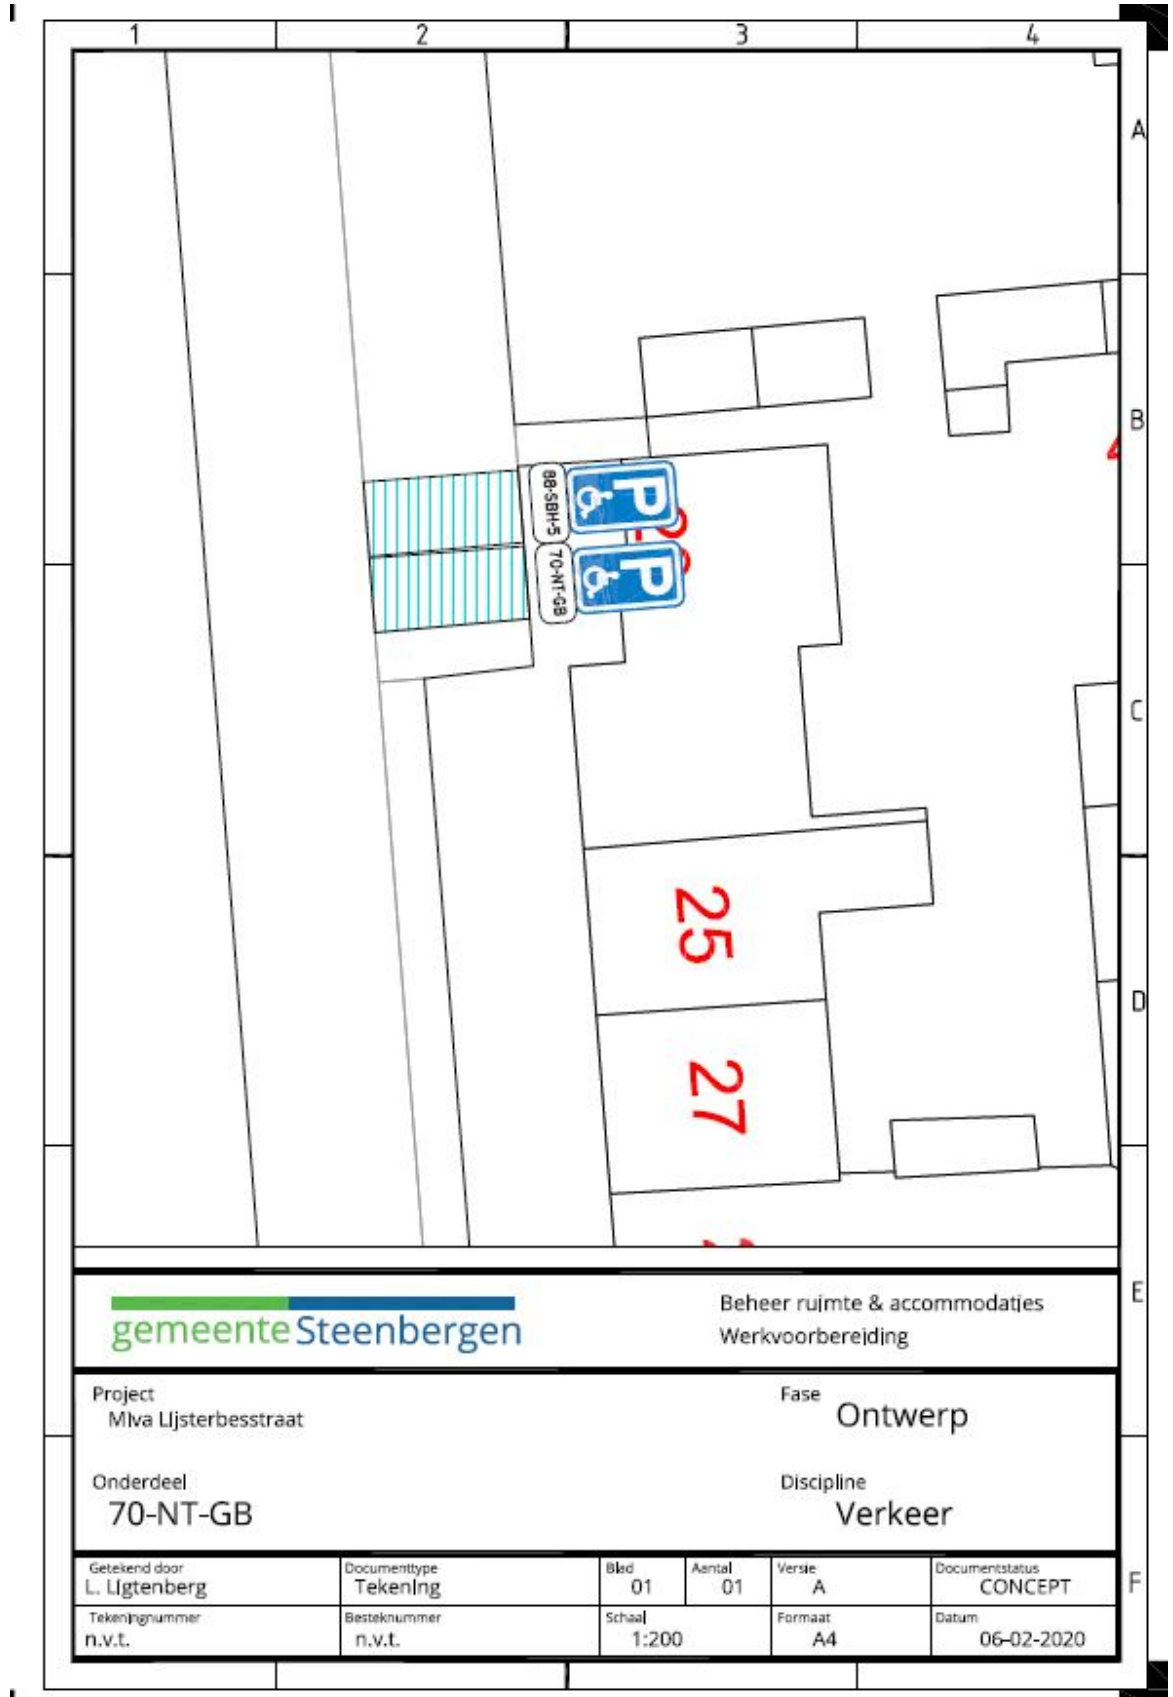 1 2 3 4
A
B
C
D
E
F
P
88-SBH-5
P
70-NT-GB
25
27
gemeente Steenbergen
Beheer ruimte & accommodaties
Werkvoorbereiding
Project
Miva Lijsterbesstraat
Fase
Ontwerp
Onderdeel
70-NT-GB
Discipline
Verkeer
Getekend door
L. Ligtenberg
Documenttype
Tekening
Blad
01
Aantal
01
Versie
A
Documentstatus
CONCEPT
Tekeningnummer
n.v.t.
Besteknummer
n.v.t.
Schaal
1:200
Formaat
A4
Datum
06-02-2020